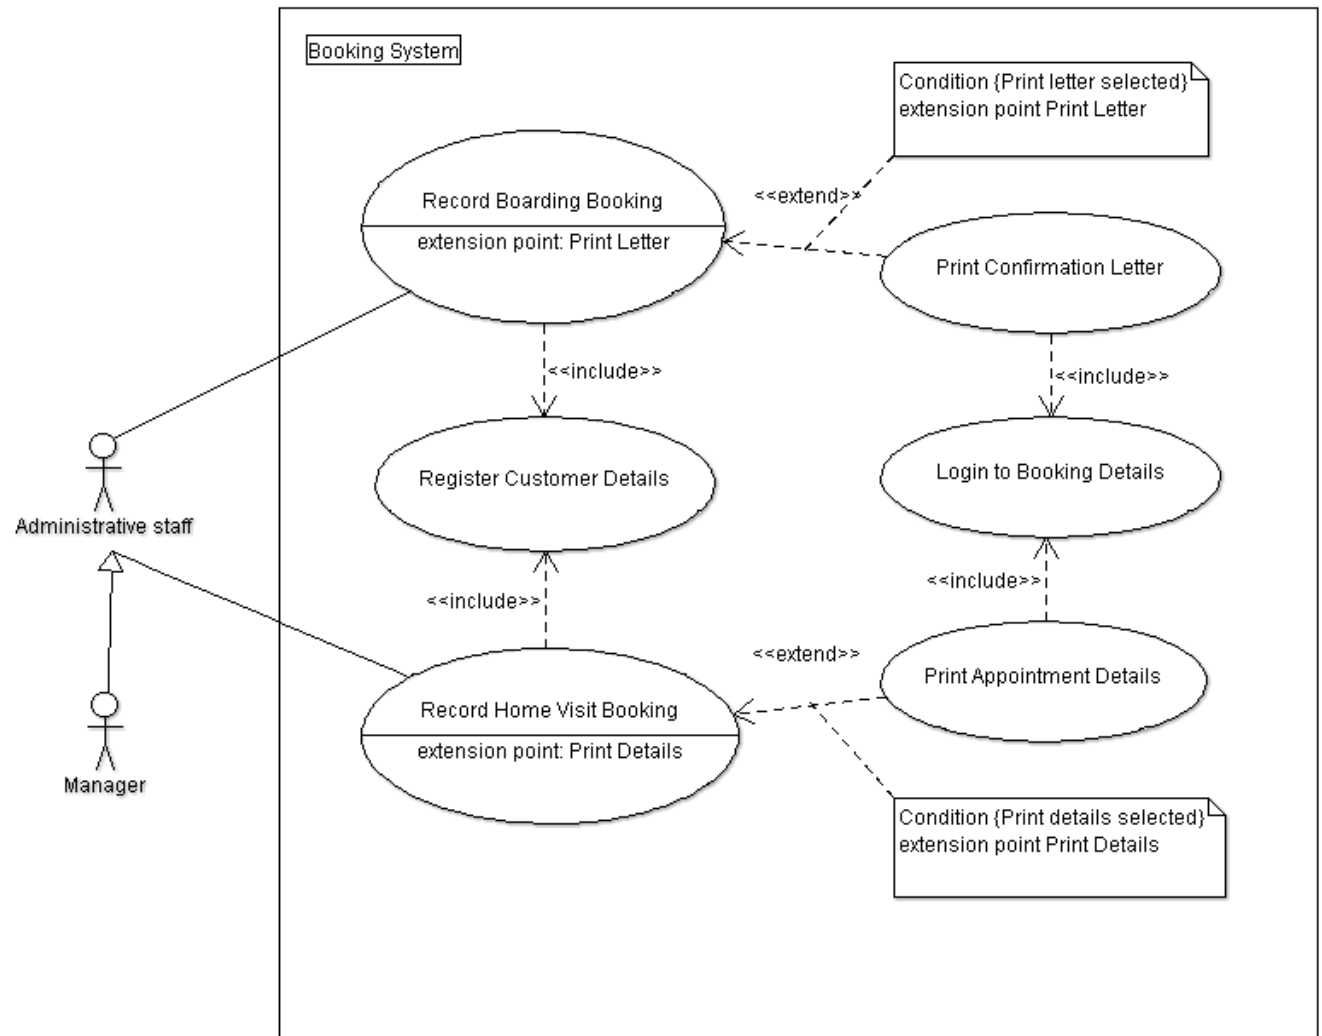 Booking System
Condition {Print letter selected}
extension point Print Letter
<<extend>>
Record Boarding Booking
extension point: Print Letter
Print Confirmation Letter
<<include>>
<<include>>
Register Customer Details
Login to Booking Details
Administrative staff
<<include>>
<<include>>
<<extend>>
Print Appointment Details
Record Home Visit Booking
extension point: Print Details
Manager
Condition {Print details selected}
extension point Print Details